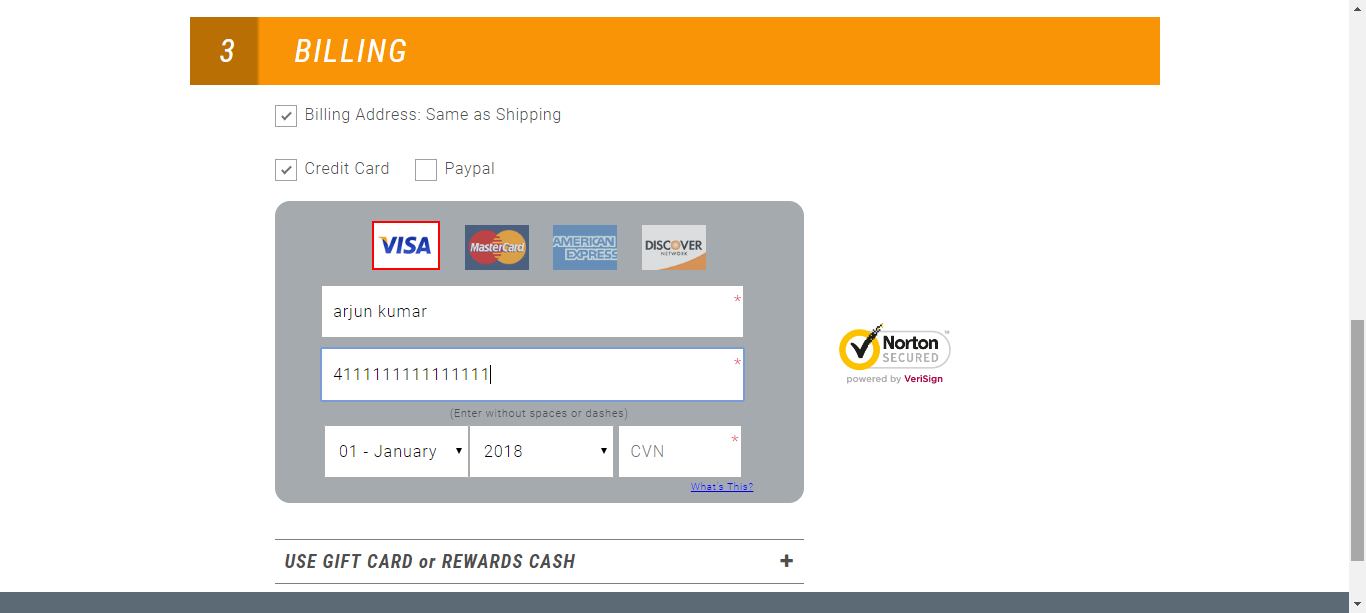 3 BILLING
Billing Address: Same as Shipping
Credit Card Paypal
VISA MasterCard AMERICAN EXPRESS DISCOVER NETWORK
arjun kumar *
4111111111111111 *
(Enter without spaces or dashes)
01 - January 2018 CVN *
What's This?
Norton ™
SECURED
powered by VeriSign
USE GIFT CARD or REWARDS CASH +